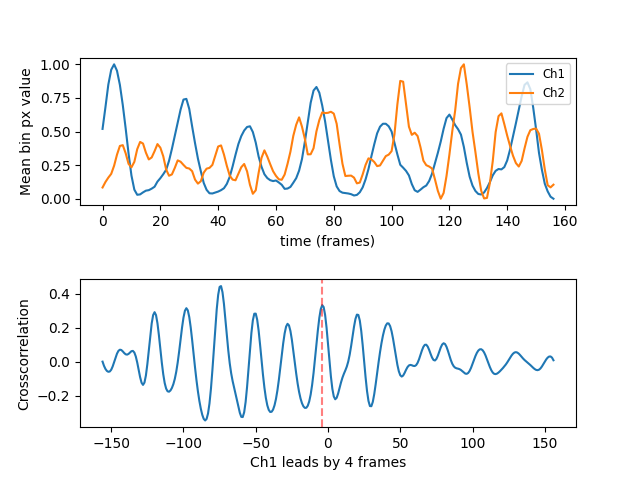 1.00
0.75
0.50
0.25
0.00
Mean bin px value
Ch1
Ch2
0 20 40 60 80 100 120 140 160
time (frames)
0.4
0.2
0.0
−0.2
Crosscorrelation
−150 −100 −50 0 50 100 150
Ch1 leads by 4 frames